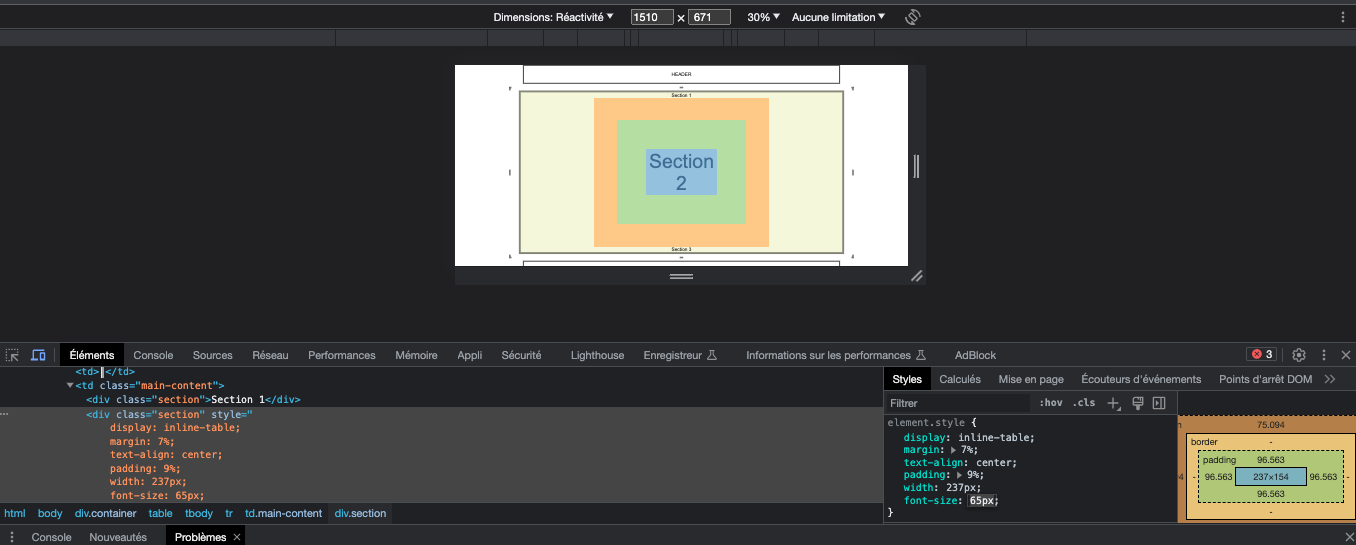 Dimensions: Réactivité ▼ 1510 × 671 30% ▼ Aucune limitation ▼
HEADER
Section 1
Section
2
Section 3
Éléments Console Sources Réseau Performances Mémoire Appli Sécurité Lighthouse Enregistreur Informations sur les performances AdBlock 3
<td> </td>
<td class="main-content">
<div class="section">Section 1</div>
<div class="section" style="
display: inline-table;
margin: 7%;
text-align: center;
padding: 9%;
width: 237px;
font-size: 65px;
html body div.container table tbody tr td.main-content div.section
Styles Calculés Mise en page Écouteurs d'événements Points d'arrêt DOM
Filtrer :hov .cls
element.style {
display: inline-table;
margin: 7%;
text-align: center;
padding: 9%;
width: 237px;
font-size: 65px;
}
75.094
border -
padding 96.563
- 96.563 237×154 96.563 -
96.563
-
Console Nouveautés Problèmes